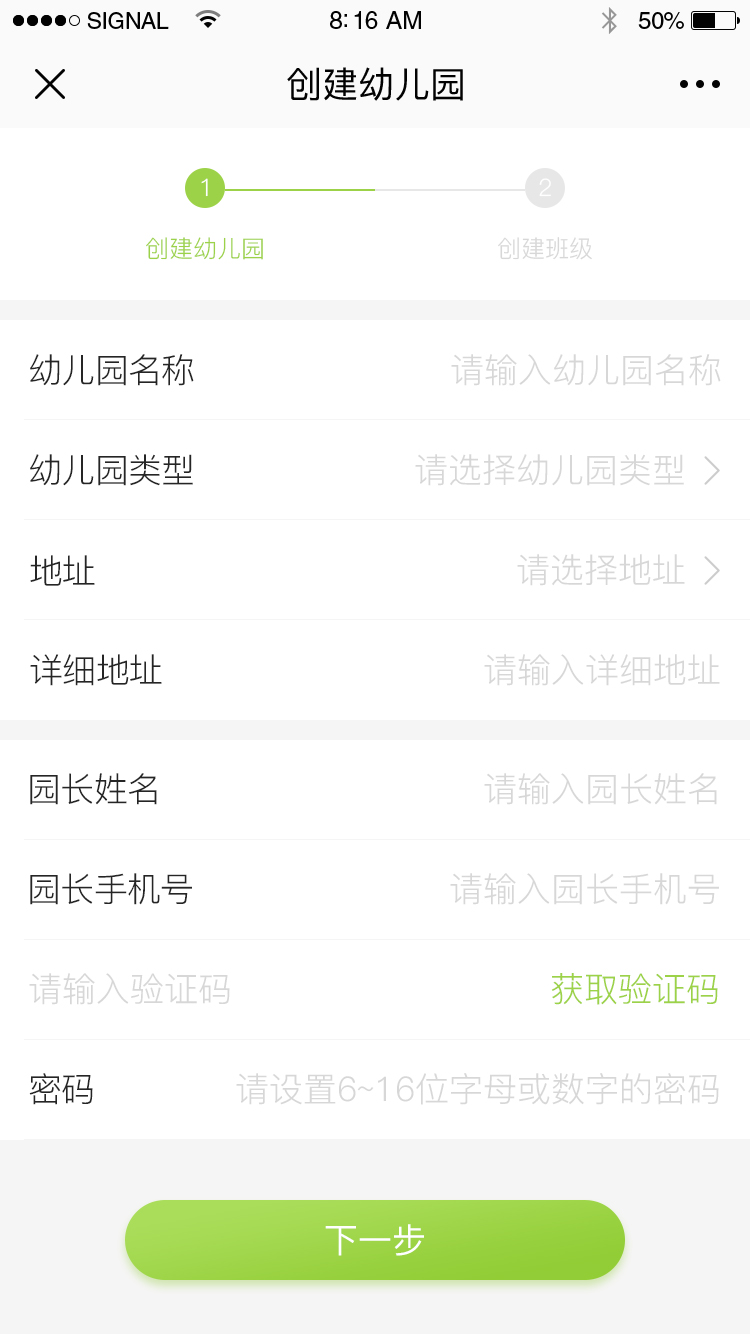 SIGNAL 8:16 AM 50%
创建幼儿园
1 2
创建幼儿园 创建班级
幼儿园名称 请输入幼儿园名称
幼儿园类型 请选择幼儿园类型
地址 请选择地址
详细地址 请输入详细地址
园长姓名 请输入园长姓名
园长手机号 请输入园长手机号
请输入验证码 获取验证码
密码 请设置6~16位字母或数字的密码
下一步